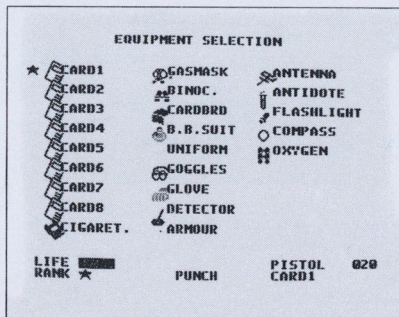 EQUIPMENT SELECTION
CARD1
CARD2
CARD3
CARD4
CARD5
CARD6
CARD7
CARD8
CIGARET.
GASMASK
BINOC.
CARDBRD
B.B.SUIT
UNIFORM
GOGGLES
GLOVE
DETECTOR
ARMOUR
ANTENNA
ANTIDOTE
FLASHLIGHT
COMPASS
OXYGEN
LIFE
RANK
PUNCH
PISTOL 020
CARD1